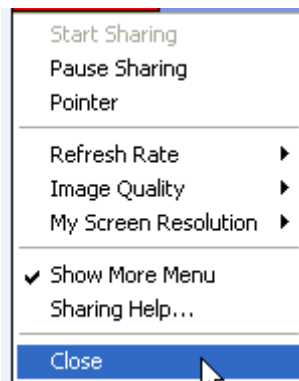 Start Sharing
Pause Sharing
Pointer
Refresh Rate
Image Quality
My Screen Resolution
Show More Menu
Sharing Help...
Close